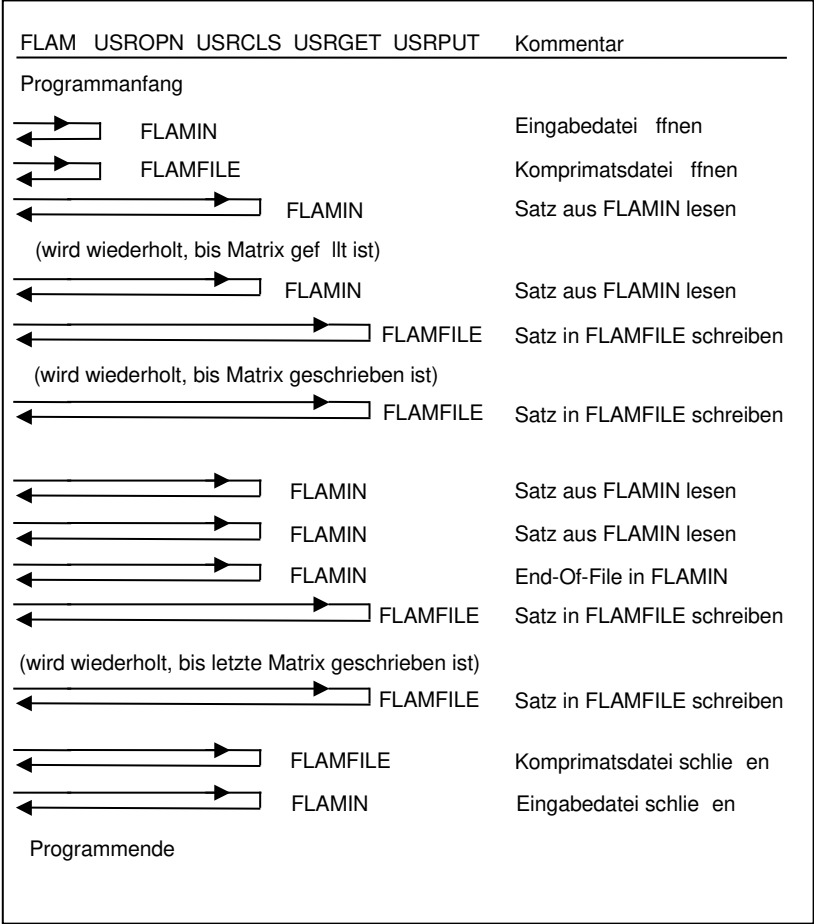 FLAM USROPN USRCLS USRGET USRPUT Kommentar
Programmanfang
FLAMIN Eingabedatei ffnen
FLAMFILE Komprimatsdatei ffnen
FLAMIN Satz aus FLAMIN lesen
(wird wiederholt, bis Matrix gef llt ist)
FLAMIN Satz aus FLAMIN lesen
FLAMFILE Satz in FLAMFILE schreiben
(wird wiederholt, bis Matrix geschrieben ist)
FLAMFILE Satz in FLAMFILE schreiben
FLAMIN Satz aus FLAMIN lesen
FLAMIN Satz aus FLAMIN lesen
FLAMIN End-Of-File in FLAMIN
FLAMFILE Satz in FLAMFILE schreiben
(wird wiederholt, bis letzte Matrix geschrieben ist)
FLAMFILE Satz in FLAMFILE schreiben
FLAMFILE Komprimatsdatei schlie en
FLAMIN Eingabedatei schlie en
Programmende